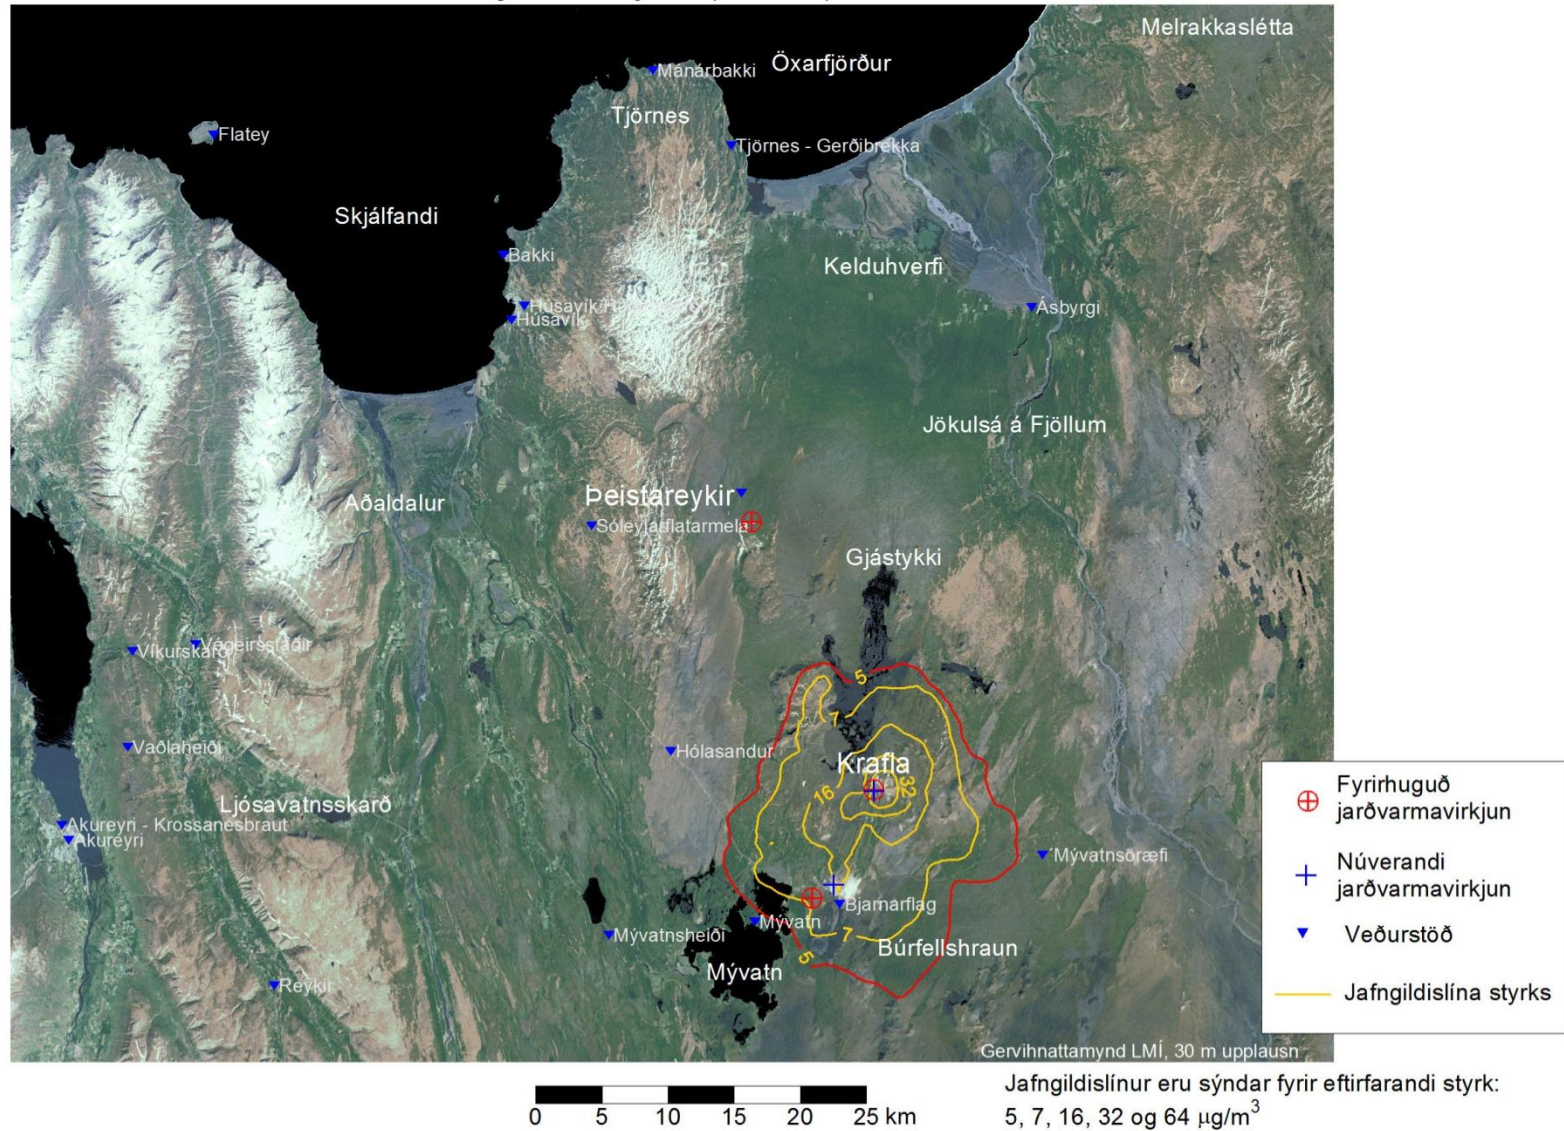 Melrakkaslétta
Öxarfjörður
Mánárbakki
Tjörnes
Flatey
Tjörnes - Gerðibrekka
Skjálfandi
Bakki
Kelduhverfi
Húsavík
Ásbyrgi
Húsavík
Jökulsá á Fjöllum
Þeistareykir
Aðaldalur
Sóleyjarflatarmela
Gjástykki
Végeirsstaðir
Víkurskarð
5
7
Vaðlaheiði
Hólasandur
Krafla
32
16
Ljósavatnsskarð
Akureyri - Krossanesbraut
Akureyri
Mývatnsöræfi
Bjarnarflag
Mývatn
Mývatnsheiði
7
Búrfellshraun
5
Mývatn
Reykir
Fyrirhuguð
jarðvarmavirkjun
Núverandi
jarðvarmavirkjun
Veðurstöð
Jafngildislína styrks
Gervihnattamynd LMÍ, 30 m upplausn
0 5 10 15 20 25 km
Jafngildislínur eru sýndar fyrir eftirfarandi styrk:
5, 7, 16, 32 og 64 µg/m³